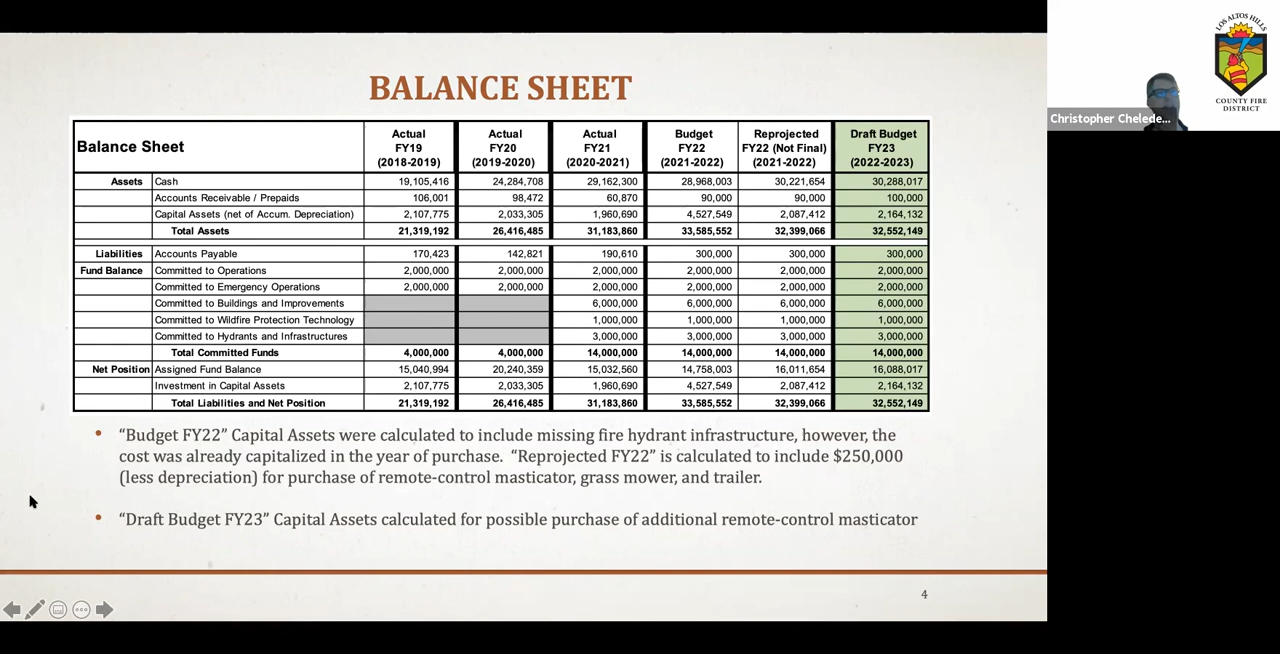 BALANCE SHEET
Balance Sheet Actual FY19 (2018-2019) Actual FY20 (2019-2020) Actual FY21 (2020-2021) Budget FY22 (2021-2022) Reprojected FY22 (Not Final) (2021-2022) Draft Budget FY23 (2022-2023)
Assets Cash 19,105,416 24,284,708 29,162,300 28,968,003 30,221,654 30,288,017
Accounts Receivable / Prepaids 106,001 98,472 60,870 90,000 90,000 100,000
Capital Assets (net of Accum. Depreciation) 2,107,775 2,033,305 1,960,690 4,527,549 2,087,412 2,164,132
Total Assets 21,319,192 26,416,485 31,183,860 33,585,552 32,399,066 32,552,149
Liabilities Accounts Payable 170,423 142,821 190,610 300,000 300,000 300,000
Fund Balance Committed to Operations 2,000,000 2,000,000 2,000,000 2,000,000 2,000,000 2,000,000
Committed to Emergency Operations 2,000,000 2,000,000 2,000,000 2,000,000 2,000,000 2,000,000
Committed to Buildings and Improvements 6,000,000 6,000,000 6,000,000 6,000,000
Committed to Wildfire Protection Technology 1,000,000 1,000,000 1,000,000 1,000,000
Committed to Hydrants and Infrastructures 3,000,000 3,000,000 3,000,000 3,000,000
Total Committed Funds 4,000,000 4,000,000 14,000,000 14,000,000 14,000,000 14,000,000
Net Position Assigned Fund Balance 15,040,994 20,240,359 15,032,560 14,758,003 16,011,654 16,088,017
Investment in Capital Assets 2,107,775 2,033,305 1,960,690 4,527,549 2,087,412 2,164,132
Total Liabilities and Net Position 21,319,192 26,416,485 31,183,860 33,585,552 32,399,066 32,552,149
• “Budget FY22” Capital Assets were calculated to include missing fire hydrant infrastructure, however, the
cost was already capitalized in the year of purchase. “Reprojected FY22” is calculated to include $250,000
(less depreciation) for purchase of remote-control masticator, grass mower, and trailer.
• “Draft Budget FY23” Capital Assets calculated for possible purchase of additional remote-control masticator
4
LOS ALTOS HILLS
COUNTY FIRE
DISTRICT
Christopher Chelede...